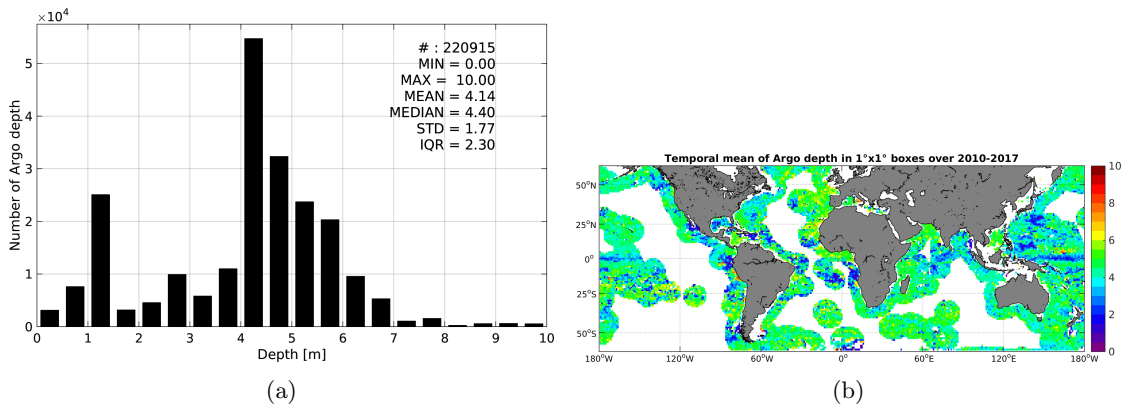 ×10⁴
5
4
3
2
1
0
Number of Argo depth
# : 220915
MIN = 0.00
MAX = 10.00
MEAN = 4.14
MEDIAN = 4.40
STD = 1.77
IQR = 2.30
0 1 2 3 4 5 6 7 8 9 10
Depth [m]
(a)
Temporal mean of Argo depth in 1°x1° boxes over 2010-2017
50°N
25°N
0°
25°S
50°S
180°W 120°W 60°W 0° 60°E 120°E 180°W
10
8
6
4
2
0
(b)